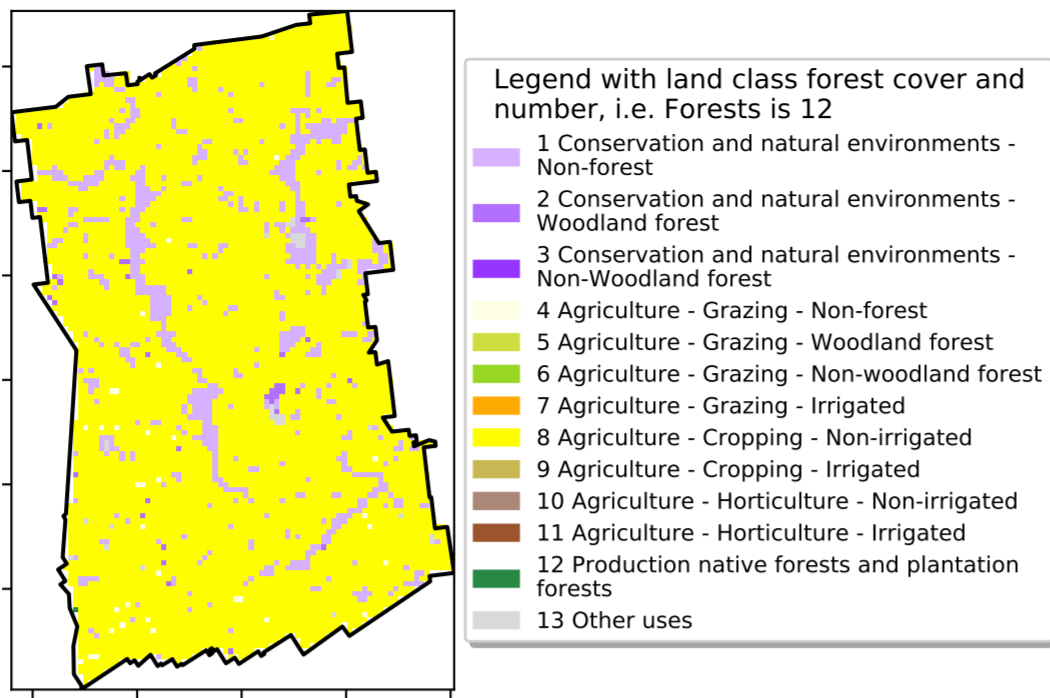 Legend with land class forest cover and
number, i.e. Forests is 12
1 Conservation and natural environments -
Non-forest
2 Conservation and natural environments -
Woodland forest
3 Conservation and natural environments -
Non-Woodland forest
4 Agriculture - Grazing - Non-forest
5 Agriculture - Grazing - Woodland forest
6 Agriculture - Grazing - Non-woodland forest
7 Agriculture - Grazing - Irrigated
8 Agriculture - Cropping - Non-irrigated
9 Agriculture - Cropping - Irrigated
10 Agriculture - Horticulture - Non-irrigated
11 Agriculture - Horticulture - Irrigated
12 Production native forests and plantation
forests
13 Other uses